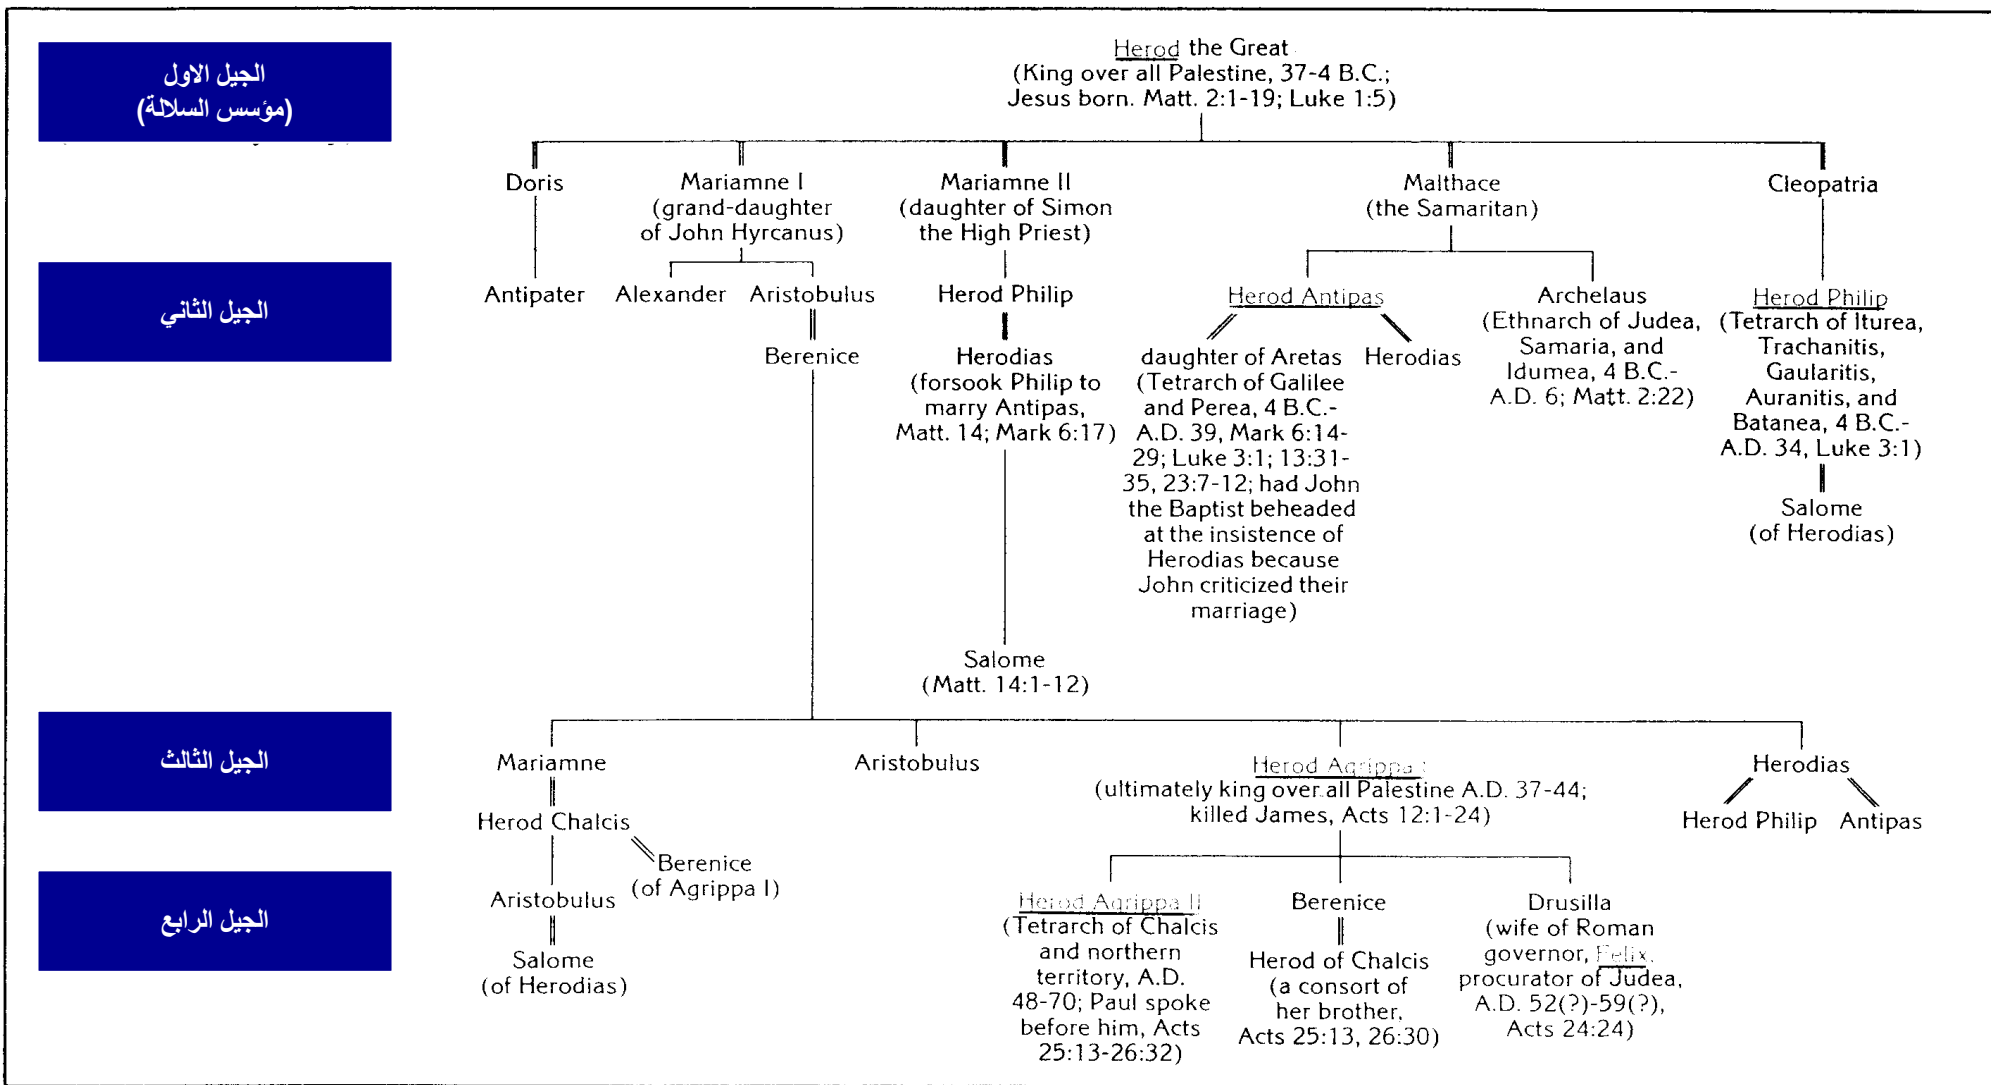 الجيل الاول
(مؤسس السلالة)
Herod the Great
(King over all Palestine, 37-4 B.C.;
Jesus born. Matt. 2:1-19; Luke 1:5)
Doris
Mariamne I
(grand-daughter
of John Hyrcanus)
Mariamne II
(daughter of Simon
the High Priest)
Malthace
(the Samaritan)
Cleopatria
الجيل الثاني
Antipater
Alexander
Aristobulus
Berenice
Herod Philip
Herodias
(forsook Philip to
marry Antipas,
Matt. 14; Mark 6:17)
Herod Antipas
daughter of Aretas
(Tetrarch of Galilee
and Perea, 4 B.C.-
A.D. 39, Mark 6:14-
29; Luke 3:1; 13:31-
35, 23:7-12; had John
the Baptist beheaded
at the insistence of
Herodias because
John criticized their
marriage)
Herodias
Archelaus
(Ethnarch of Judea,
Samaria, and
Idumea, 4 B.C.-
A.D. 6; Matt. 2:22)
Herod Philip
(Tetrarch of Iturea,
Trachanitis,
Gaularitis,
Auranitis, and
Batanea, 4 B.C.-
A.D. 34, Luke 3:1)
Salome
(of Herodias)
Salome
(Matt. 14:1-12)
الجيل الثالث
Mariamne
Herod Chalcis
Berenice
(of Agrippa I)
Aristobulus
Herod Agrippa I
(ultimately king over all Palestine A.D. 37-44;
killed James, Acts 12:1-24)
Herodias
Herod Philip
Antipas
الجيل الرابع
Aristobulus
Salome
(of Herodias)
Herod Agrippa II
(Tetrarch of Chalcis
and northern
territory, A.D.
48-70; Paul spoke
before him, Acts
25:13-26:32)
Berenice
Herod of Chalcis
(a consort of
her brother,
Acts 25:13, 26:30)
Drusilla
(wife of Roman
governor, Felix,
procurator of Judea,
A.D. 52(?)-59(?),
Acts 24:24)